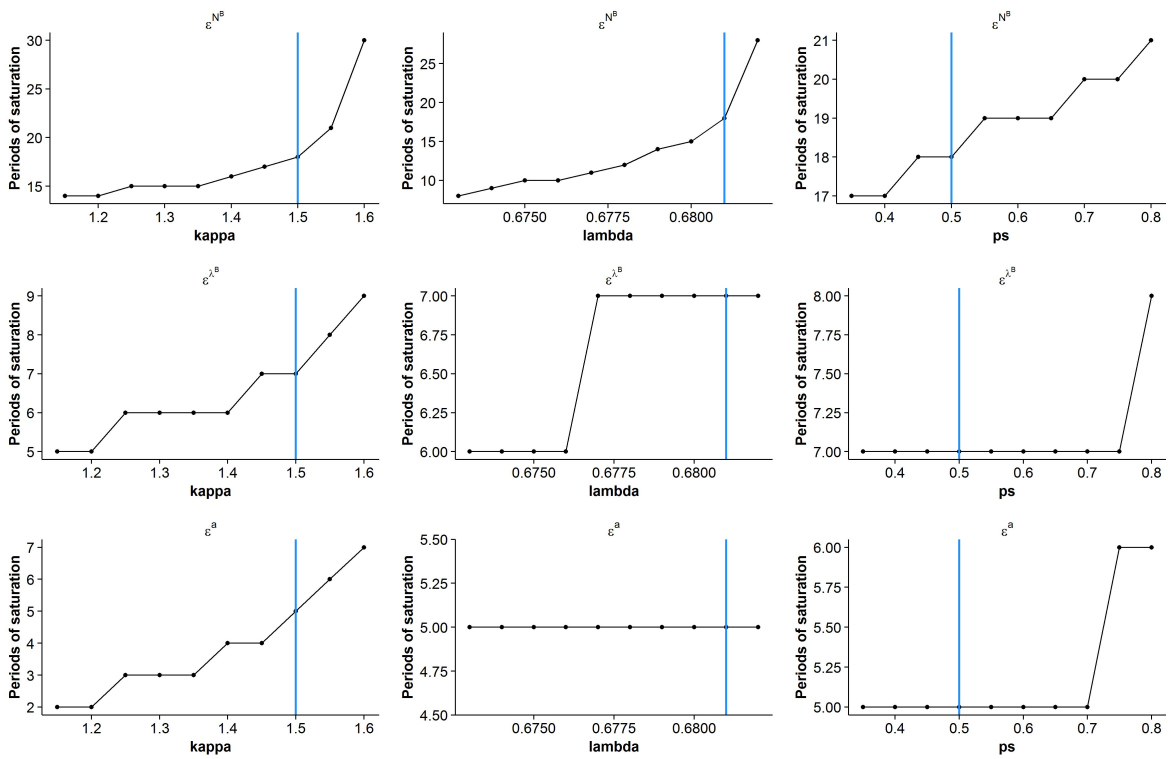 ε^{N^B}
Periods of saturation
30
25
20
15
1.2 1.3 1.4 1.5 1.6
kappa
ε^{N^B}
Periods of saturation
25
20
15
10
0.6750 0.6775 0.6800
lambda
ε^{N^B}
Periods of saturation
21
20
19
18
17
0.4 0.5 0.6 0.7 0.8
ps
ε^{λ^B}
Periods of saturation
9
8
7
6
5
1.2 1.3 1.4 1.5 1.6
kappa
ε^{λ^B}
Periods of saturation
7.00
6.75
6.50
6.25
6.00
0.6750 0.6775 0.6800
lambda
ε^{λ^B}
Periods of saturation
8.00
7.75
7.50
7.25
7.00
0.4 0.5 0.6 0.7 0.8
ps
ε^a
Periods of saturation
7
6
5
4
3
2
1.2 1.3 1.4 1.5 1.6
kappa
ε^a
Periods of saturation
5.50
5.25
5.00
4.75
4.50
0.6750 0.6775 0.6800
lambda
ε^a
Periods of saturation
6.00
5.75
5.50
5.25
5.00
0.4 0.5 0.6 0.7 0.8
ps